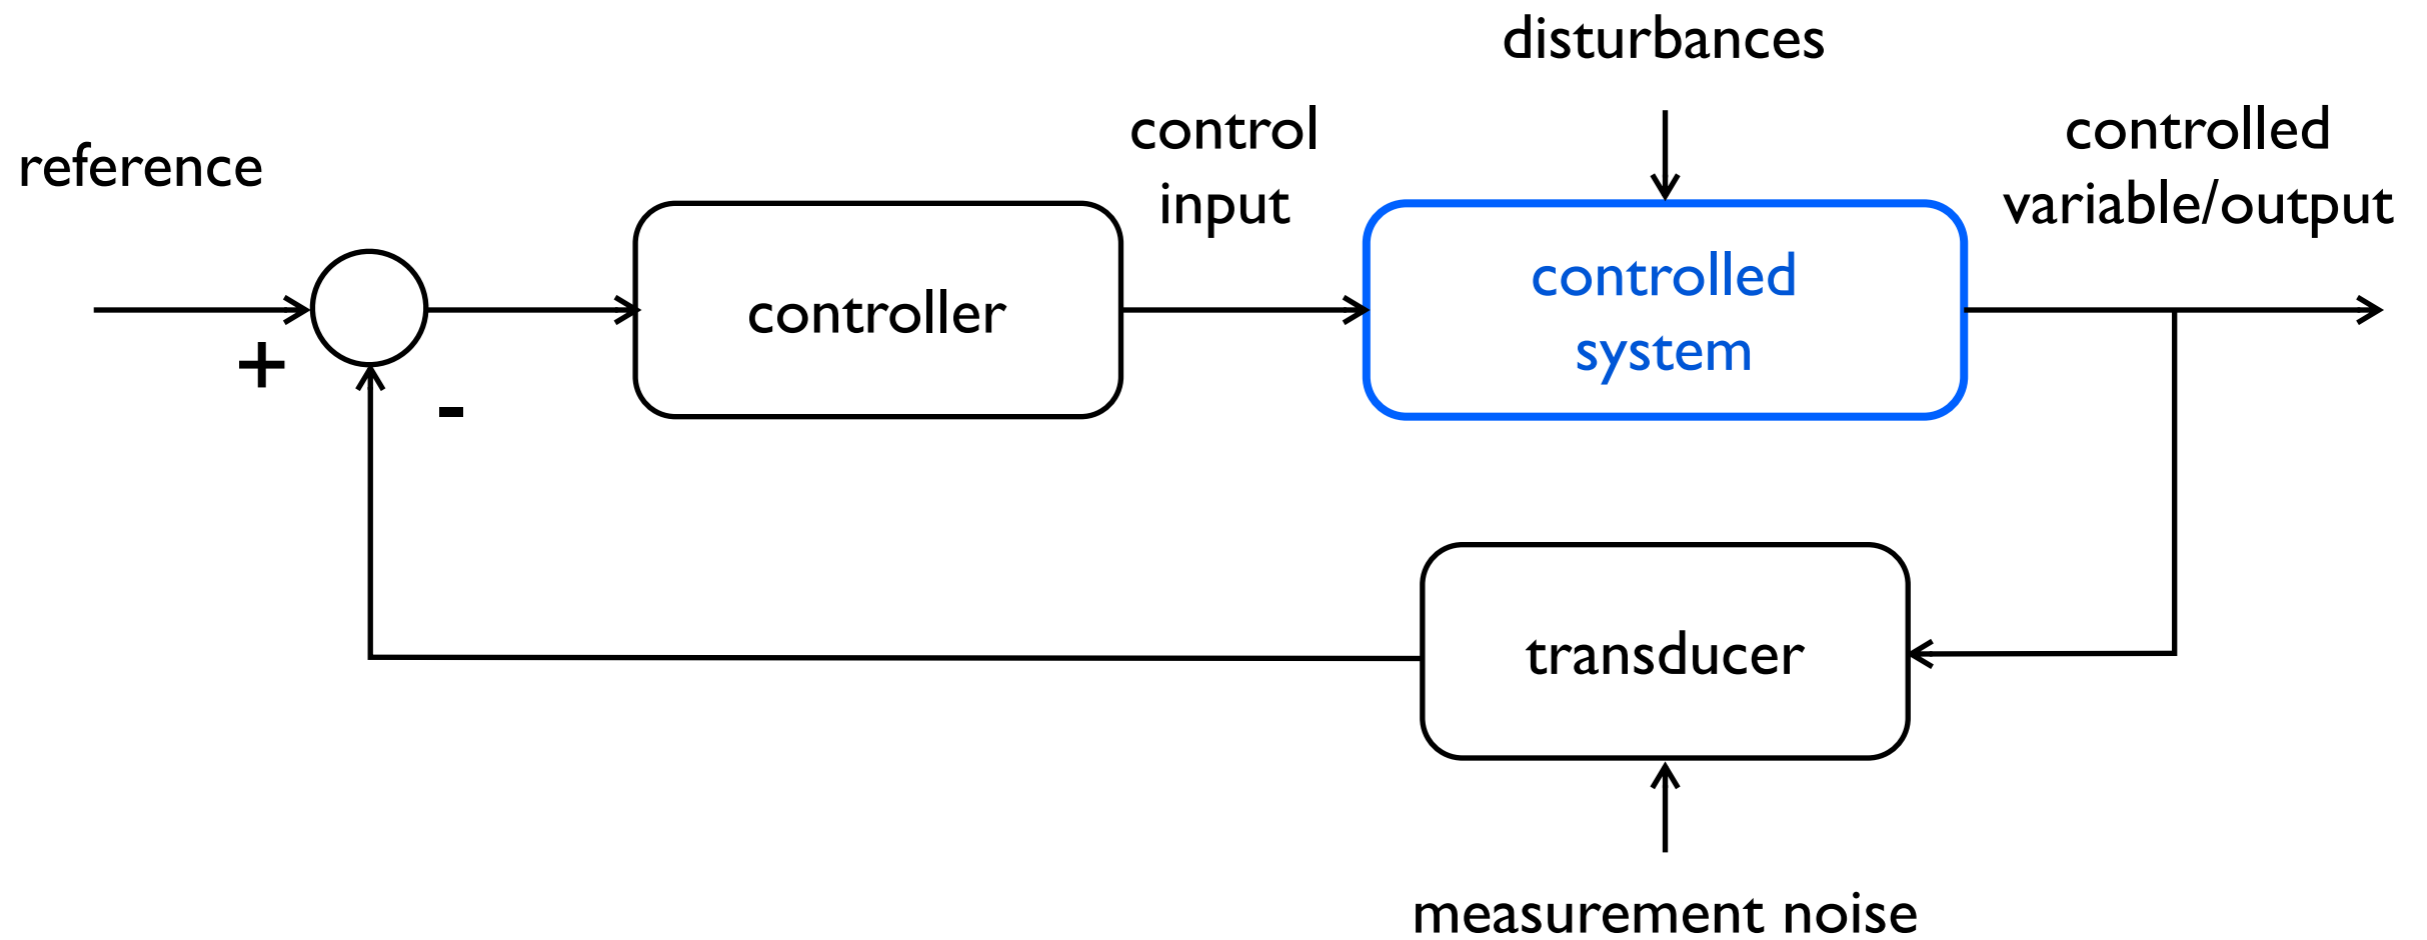 disturbances
control
input
controlled
variable/output
reference
controller
controlled
system
+
-
transducer
measurement noise